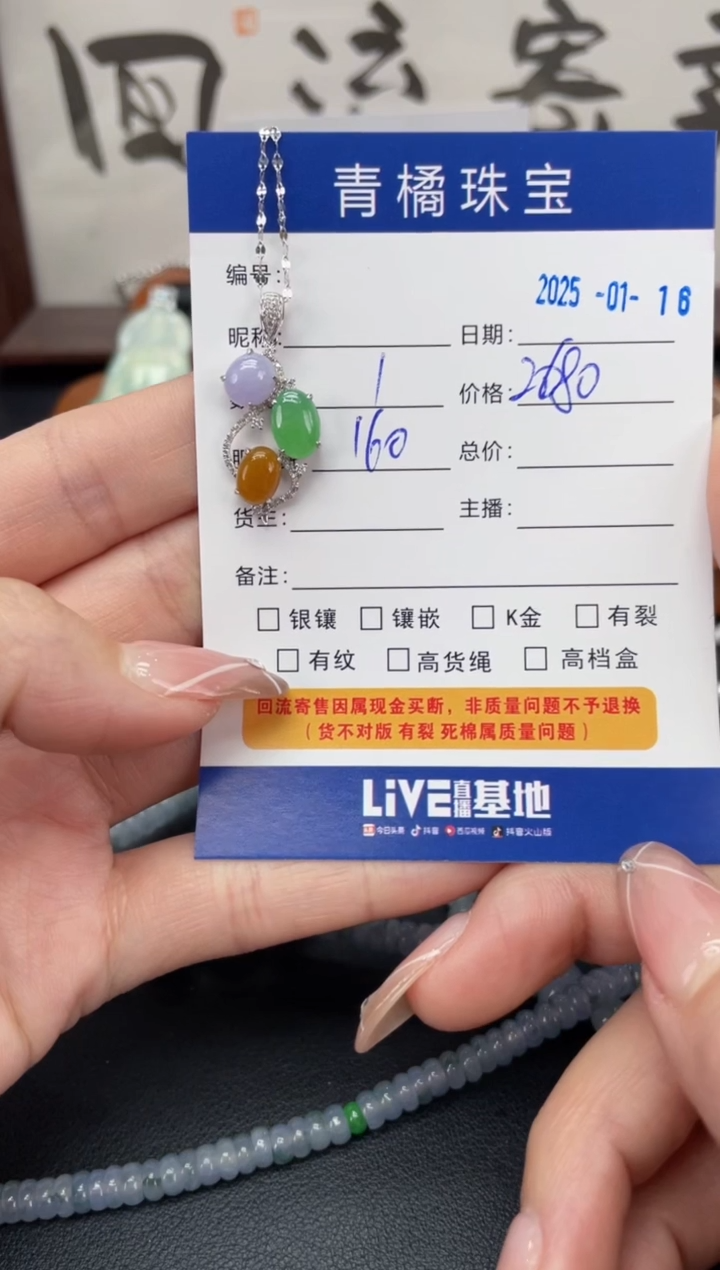 回流寄
青橘珠宝
编号:
2025 -01- 16
昵称: 日期:
1 价格: 2680
160 总价:
货主: 主播:
备注:
□ 银镶 □ 镶嵌 □ K金 □ 有裂
□ 有纹 □ 高货绳 □ 高档盒
回流寄售因属现金买断，非质量问题不予退换
（货不对版 有裂 死棉属质量问题）
LiVE直播基地
今日头条 抖音 西瓜视频 抖音火山版